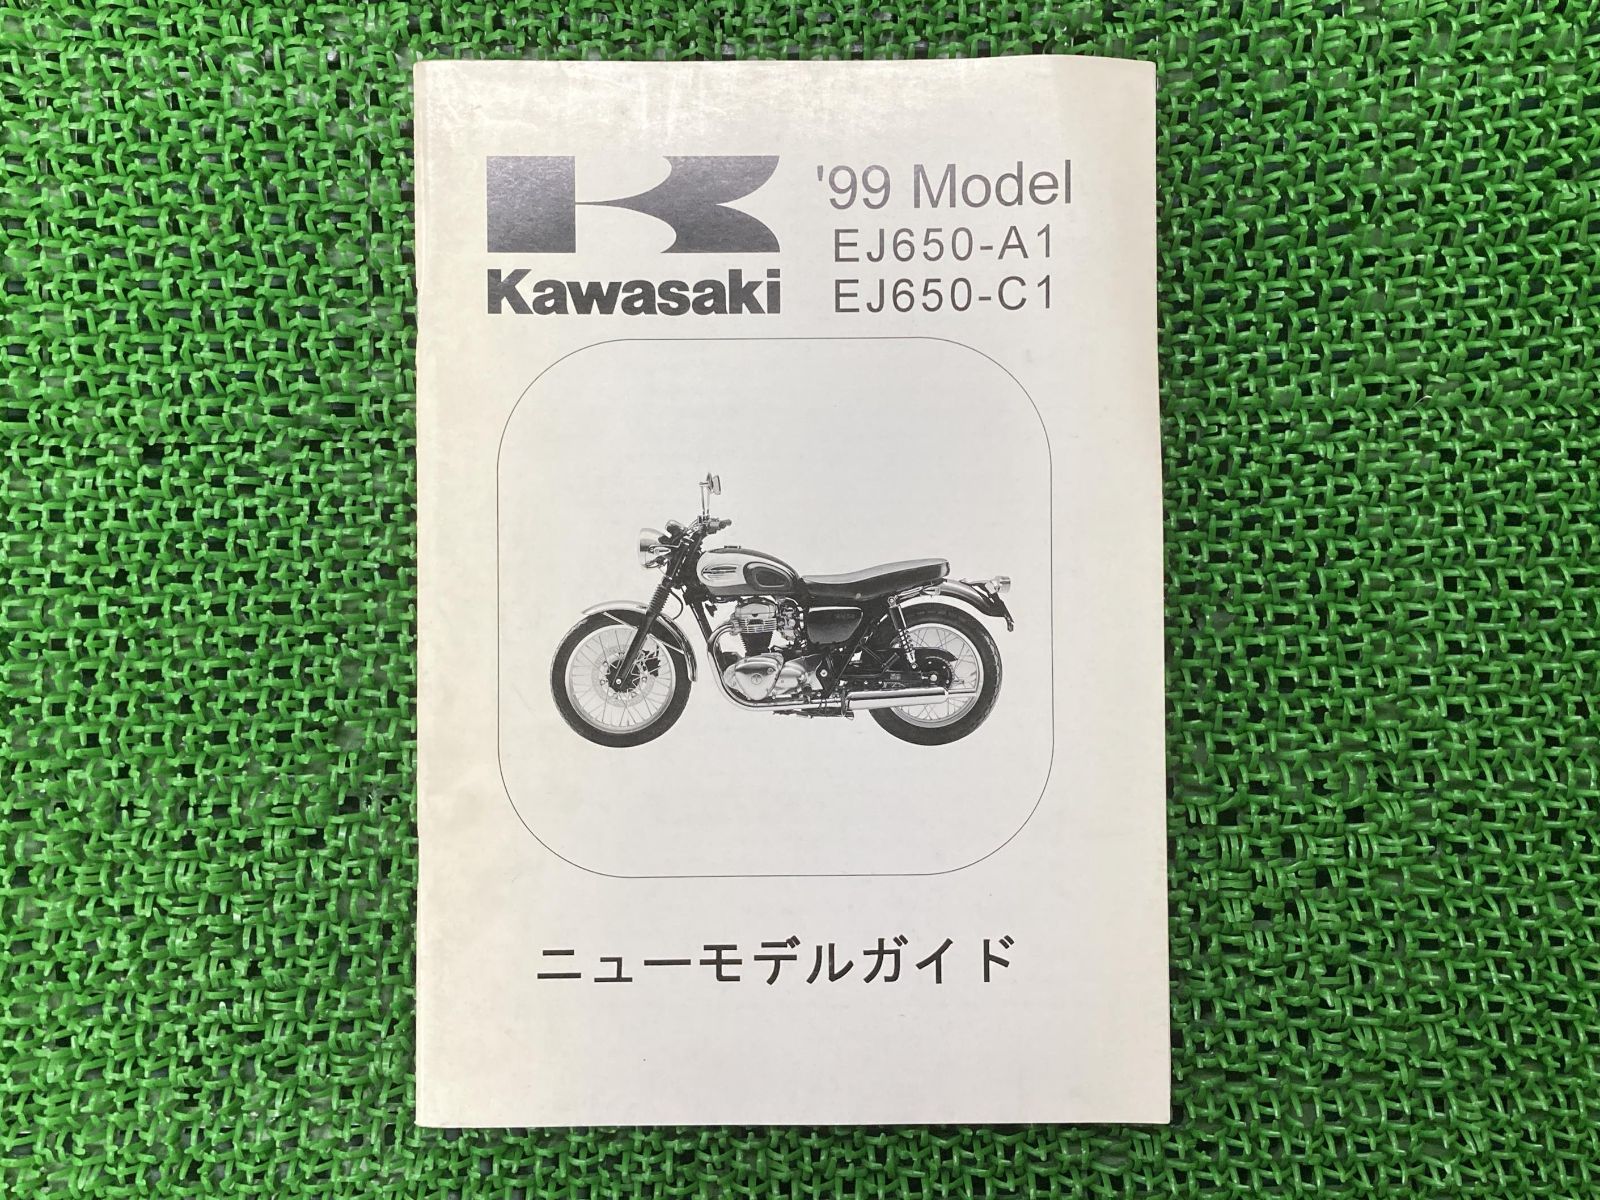 '99 Model
EJ650-A1
EJ650-C1
Kawasaki
ニューモデルガイド